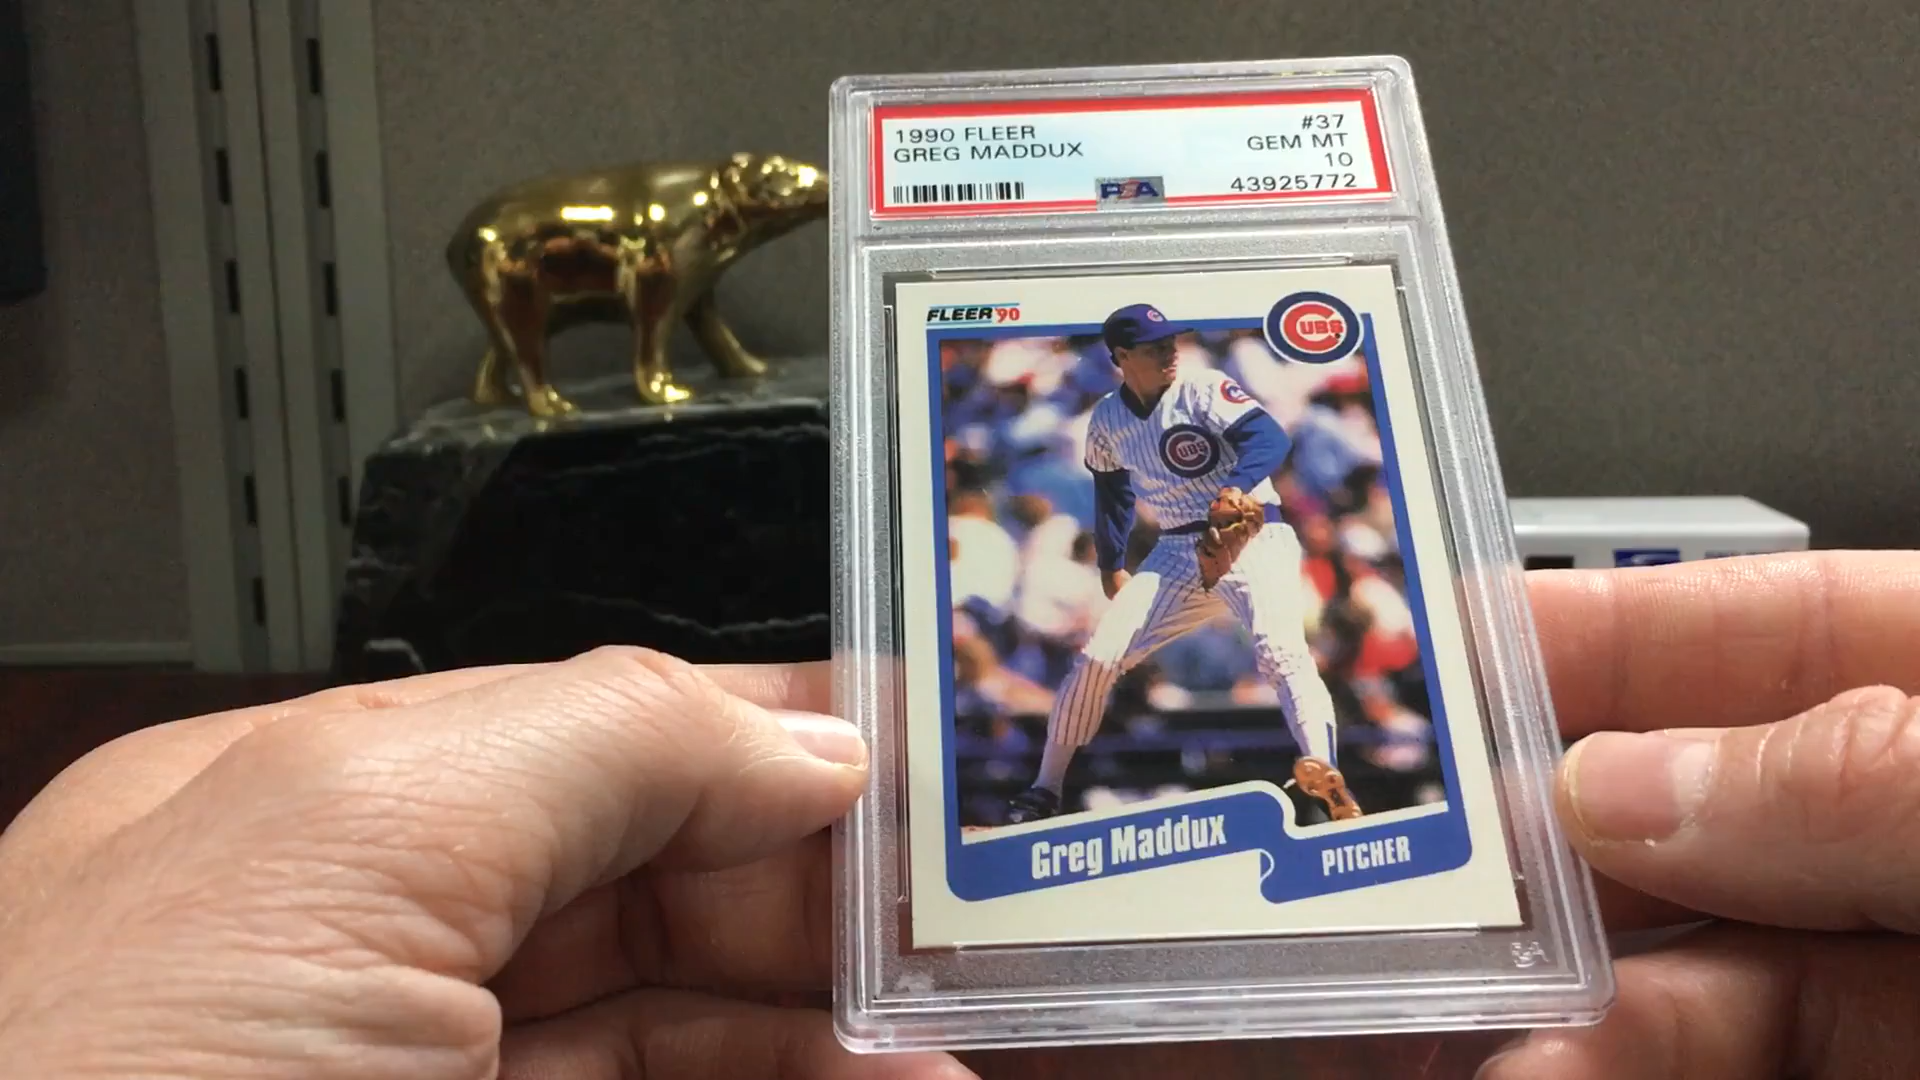 1990 FLEER
GREG MADDUX
#37
GEM MT
10
43925772
PSA
FLEER '90
CUBS
CUBS
Greg Maddux
PITCHER